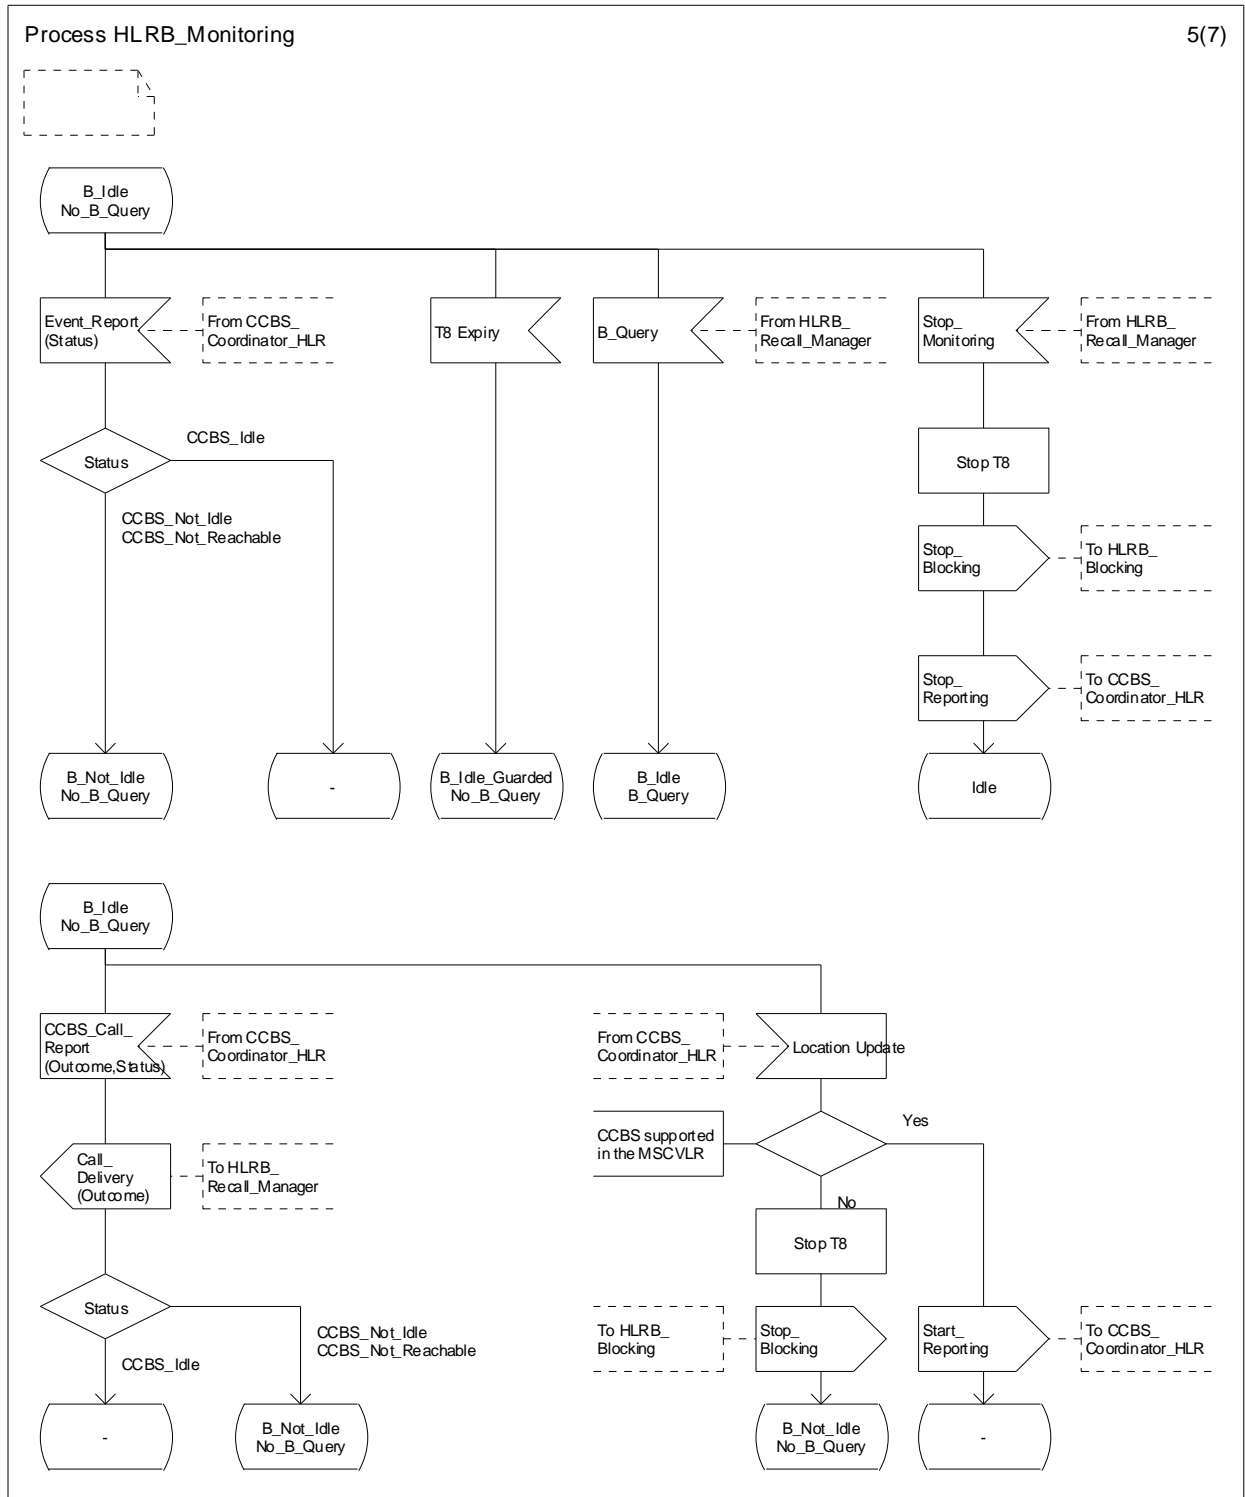 Process HLRB_Monitoring
5(7)
B_Idle
No_B_Query
Event_Report
(Status)
From CCBS_
Coordinator_HLR
T8 Expiry
B_Query
From HLRB_
Recall_Manager
Stop_
Monitoring
From HLRB_
Recall_Manager
Status
CCBS_Idle
CCBS_Not_Idle
CCBS_Not_Reachable
Stop T8
Stop_
Blocking
To HLRB_
Blocking
Stop_
Reporting
To CCBS_
Coordinator_HLR
B_Not_Idle
No_B_Query
-
B_Idle_Guarded
No_B_Query
B_Idle
B_Query
Idle
B_Idle
No_B_Query
CCBS_Call_
Report
(Outcome,Status)
From CCBS_
Coordinator_HLR
From CCBS_
Coordinator_HLR
Location Update
Call_
Delivery
(Outcome)
To HLRB_
Recall_Manager
CCBS supported
in the MSCVLR
Yes
No
Stop T8
Status
CCBS_Not_Idle
CCBS_Not_Reachable
CCBS_Idle
To HLRB_
Blocking
Stop_
Blocking
Start_
Reporting
To CCBS_
Coordinator_HLR
-
B_Not_Idle
No_B_Query
B_Not_Idle
No_B_Query
-